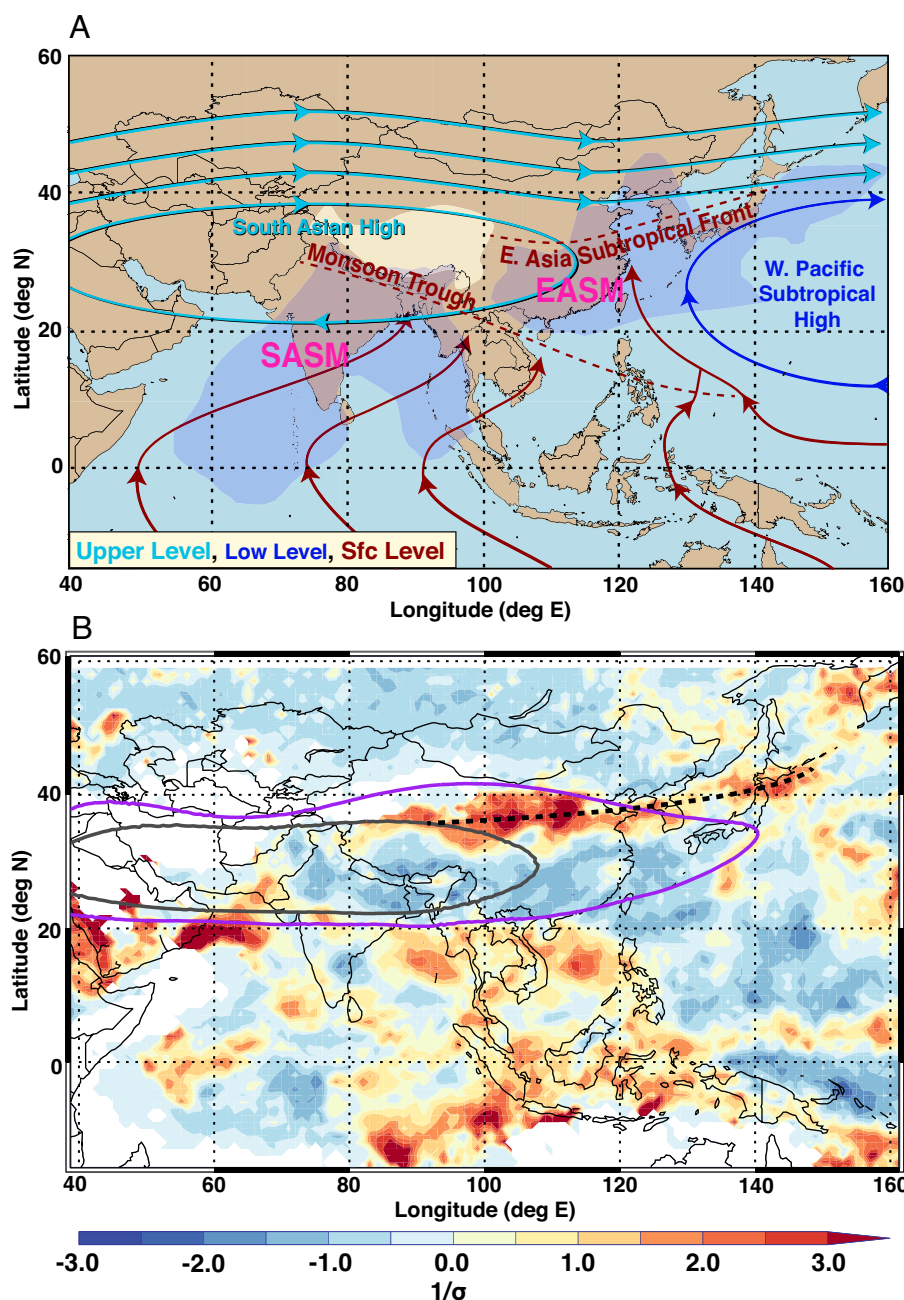 A
60
40
20
0
Latitude (deg N)
South Asian High
Monsoon Trough
E. Asia Subtropical Front
EASM
SASM
W. Pacific
Subtropical
High
Upper Level, Low Level, Sfc Level
40 60 80 100 120 140 160
Longitude (deg E)
B
60
40
20
0
Latitude (deg N)
40 60 80 100 120 140 160
Longitude (deg E)
-3.0 -2.0 -1.0 0.0 1.0 2.0 3.0
1/σ